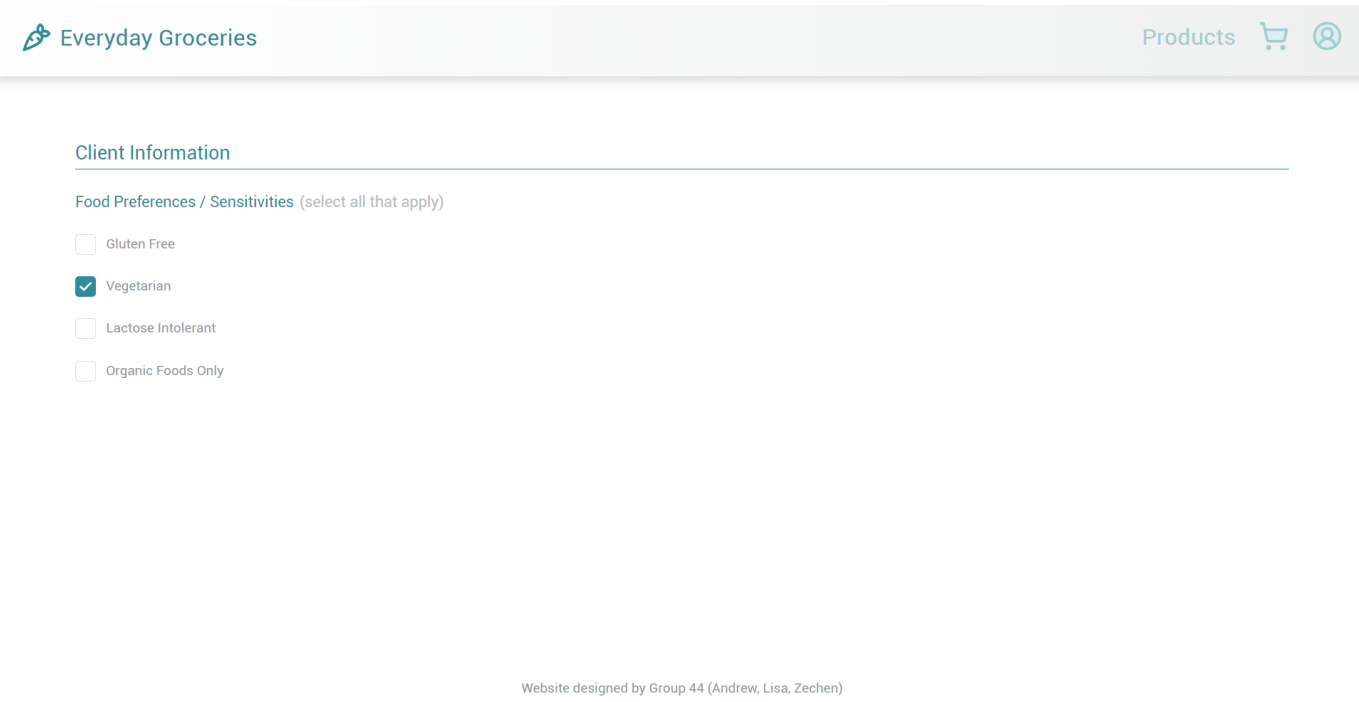 Everyday Groceries
Products
Client Information
Food Preferences / Sensitivities (select all that apply)
Gluten Free
Vegetarian
Lactose Intolerant
Organic Foods Only
Website designed by Group 44 (Andrew, Lisa, Zechen)